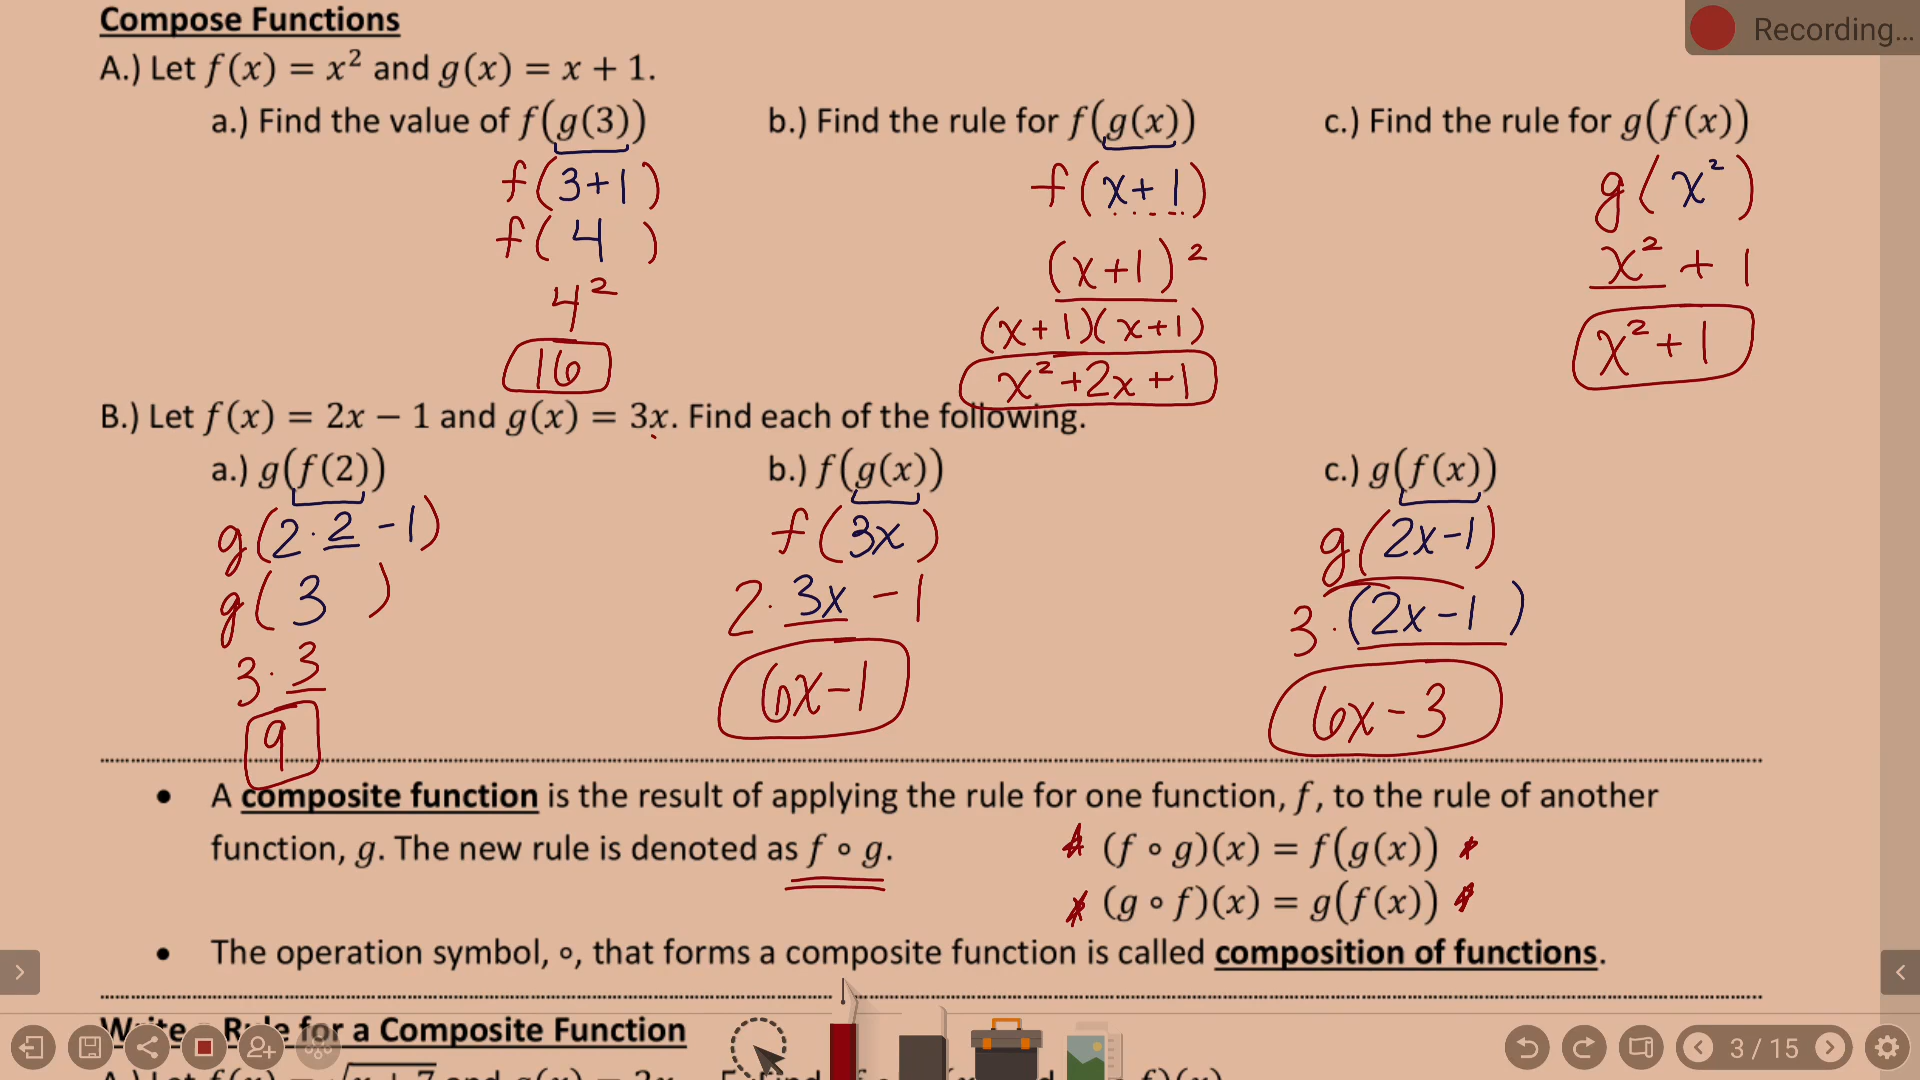 Compose Functions
Recording...
A.) Let f(x) = x² and g(x) = x + 1.
a.) Find the value of f(g(3))
b.) Find the rule for f(g(x))
c.) Find the rule for g(f(x))
f(3+1)
f(x+1)
g(x²)
f(4)
(x+1)²
x² + 1
4²
(x+1)(x+1)
x²+1
16
x²+2x+1
B.) Let f(x) = 2x − 1 and g(x) = 3x. Find each of the following.
a.) g(f(2))
b.) f(g(x))
c.) g(f(x))
g(2·2-1)
f(3x)
g(2x-1)
g(3)
2·3x-1
3·(2x-1)
3·3
6x-1
6x-3
9
• A composite function is the result of applying the rule for one function, f, to the rule of another
function, g. The new rule is denoted as f ∘ g.
(f ∘ g)(x) = f(g(x))
(g ∘ f)(x) = g(f(x))
• The operation symbol, ∘, that forms a composite function is called composition of functions.
Write a Rule for a Composite Function
3 / 15